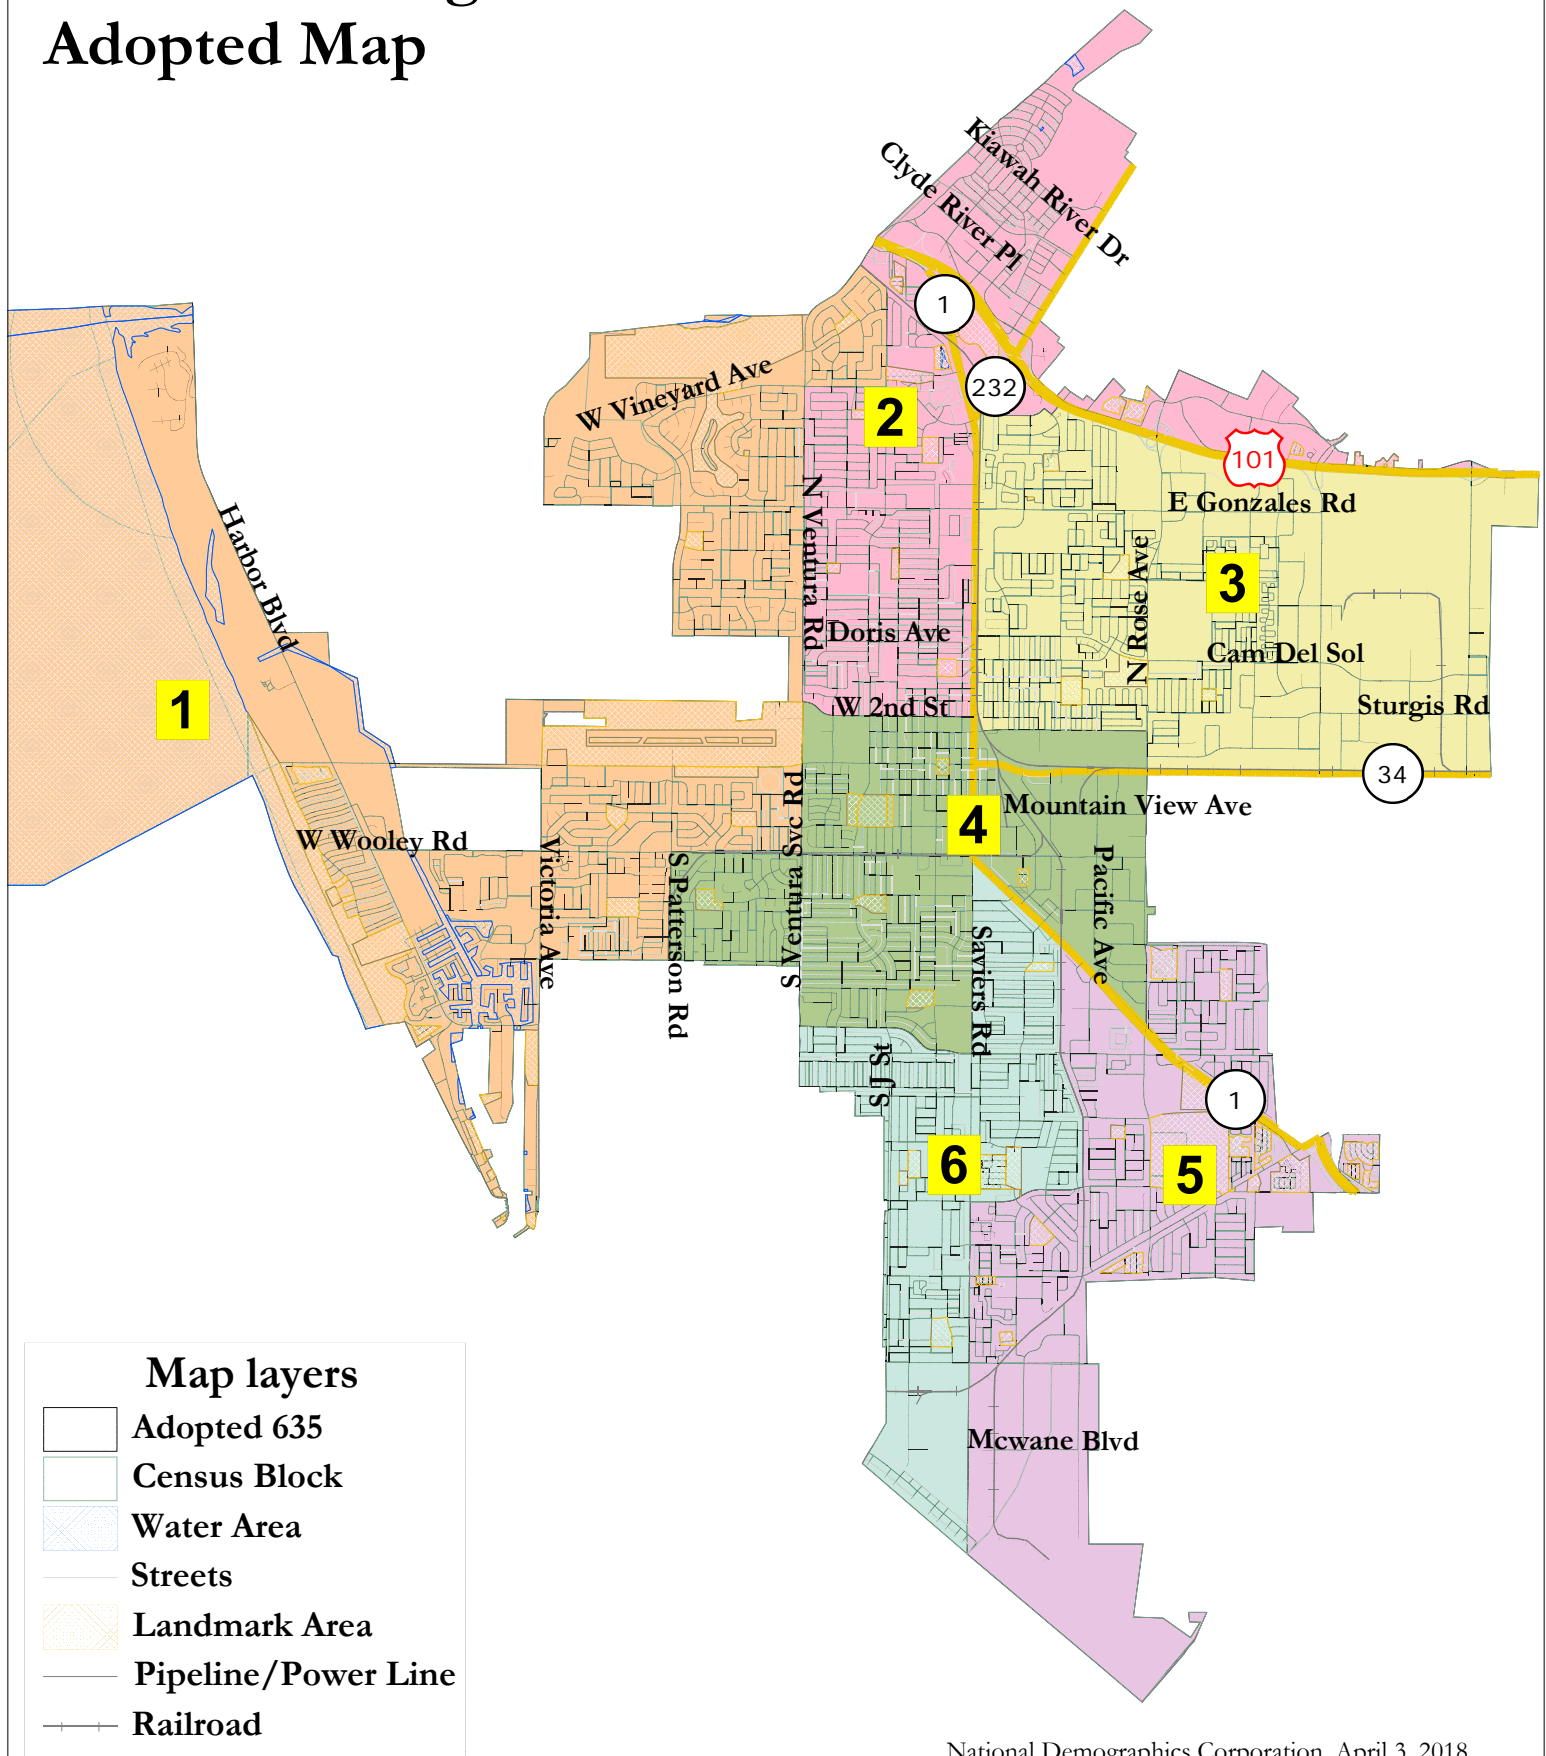 Adopted Map
Kiawah River Dr
Clyde River Pl
1
232
W Vineyard Ave
2
101
E Gonzales Rd
N Ventura Rd
Harbor Blvd
N Rose Ave
3
Doris Ave
Cam Del Sol
1
W 2nd St
Sturgis Rd
34
S Ventura Svc Rd
4
Mountain View Ave
W Wooley Rd
Victoria Ave
S Patterson Rd
Pacific Ave
Saviers Rd
S J St
1
6
5
Map layers
Adopted 635
Census Block
Water Area
Streets
Landmark Area
Pipeline/Power Line
Railroad
Mcwane Blvd
National Demographics Corporation, April 3, 2018